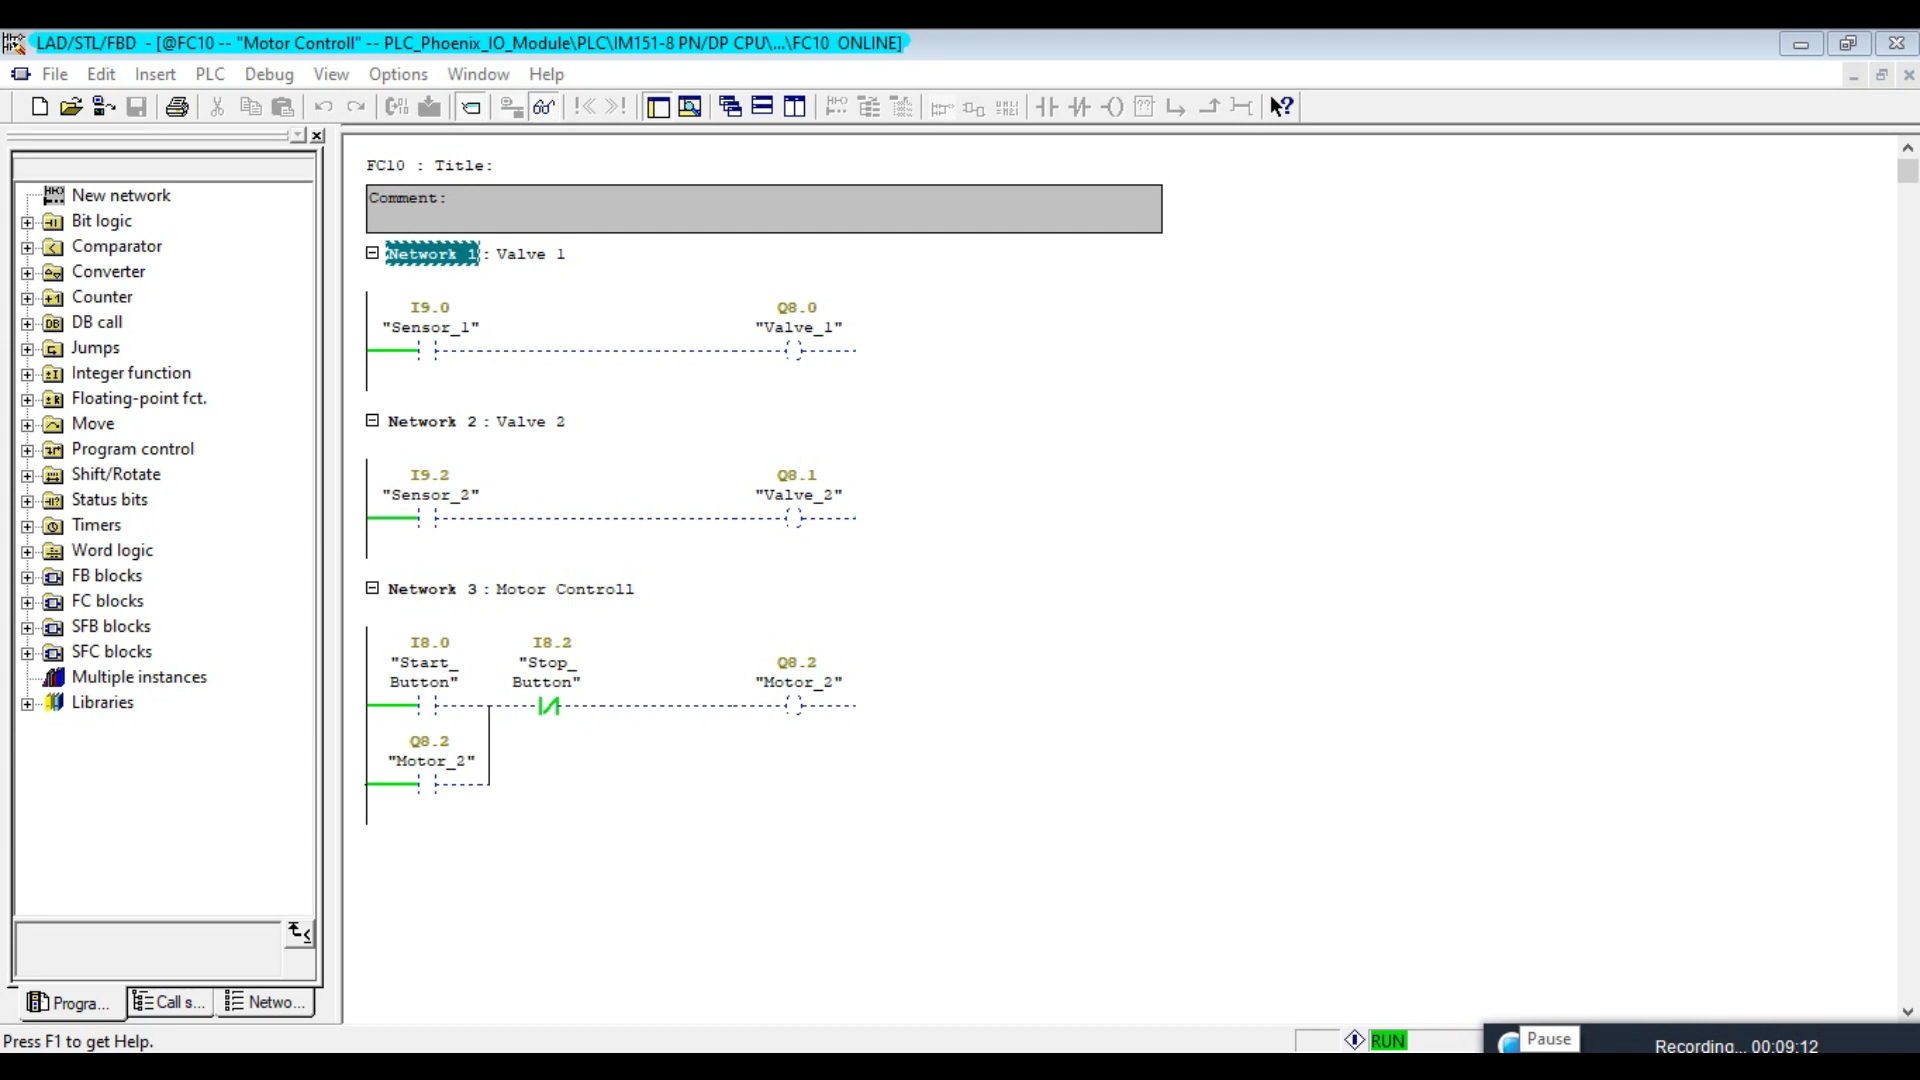 LAD/STL/FBD - [@FC10 -- "Motor Controll" -- PLC_Phoenix_IO_Module\PLC\IM151-8 PN/DP CPU\...\FC10 ONLINE]
File Edit Insert PLC Debug View Options Window Help
New network
Bit logic
Comparator
Converter
Counter
DB call
Jumps
Integer function
Floating-point fct.
Move
Program control
Shift/Rotate
Status bits
Timers
Word logic
FB blocks
FC blocks
SFB blocks
SFC blocks
Multiple instances
Libraries
Progra... Call s... Netwo...
FC10 : Title:
Comment:
Network 1: Valve 1
I9.0 Q8.0
"Sensor_1" "Valve_1"
Network 2: Valve 2
I9.2 Q8.1
"Sensor_2" "Valve_2"
Network 3: Motor Controll
I8.0 I8.2
"Start_ "Stop_ Q8.2
Button" Button" "Motor_2"
Q8.2
"Motor_2"
Press F1 to get Help.
RUN
Pause
Recording... 00:09:12